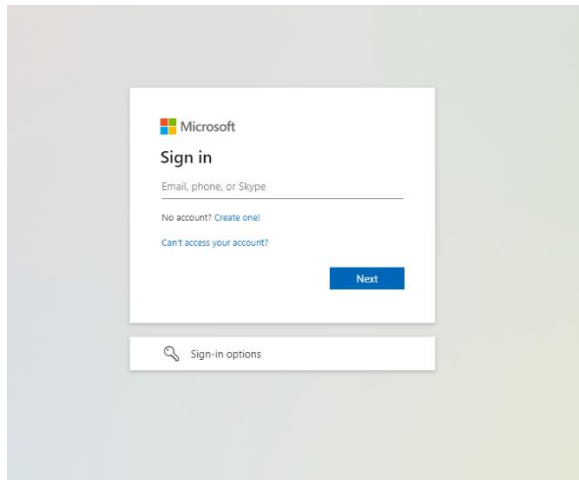 Microsoft
Sign in
Email, phone, or Skype
No account? Create one!
Can't access your account?
Next
Sign-in options